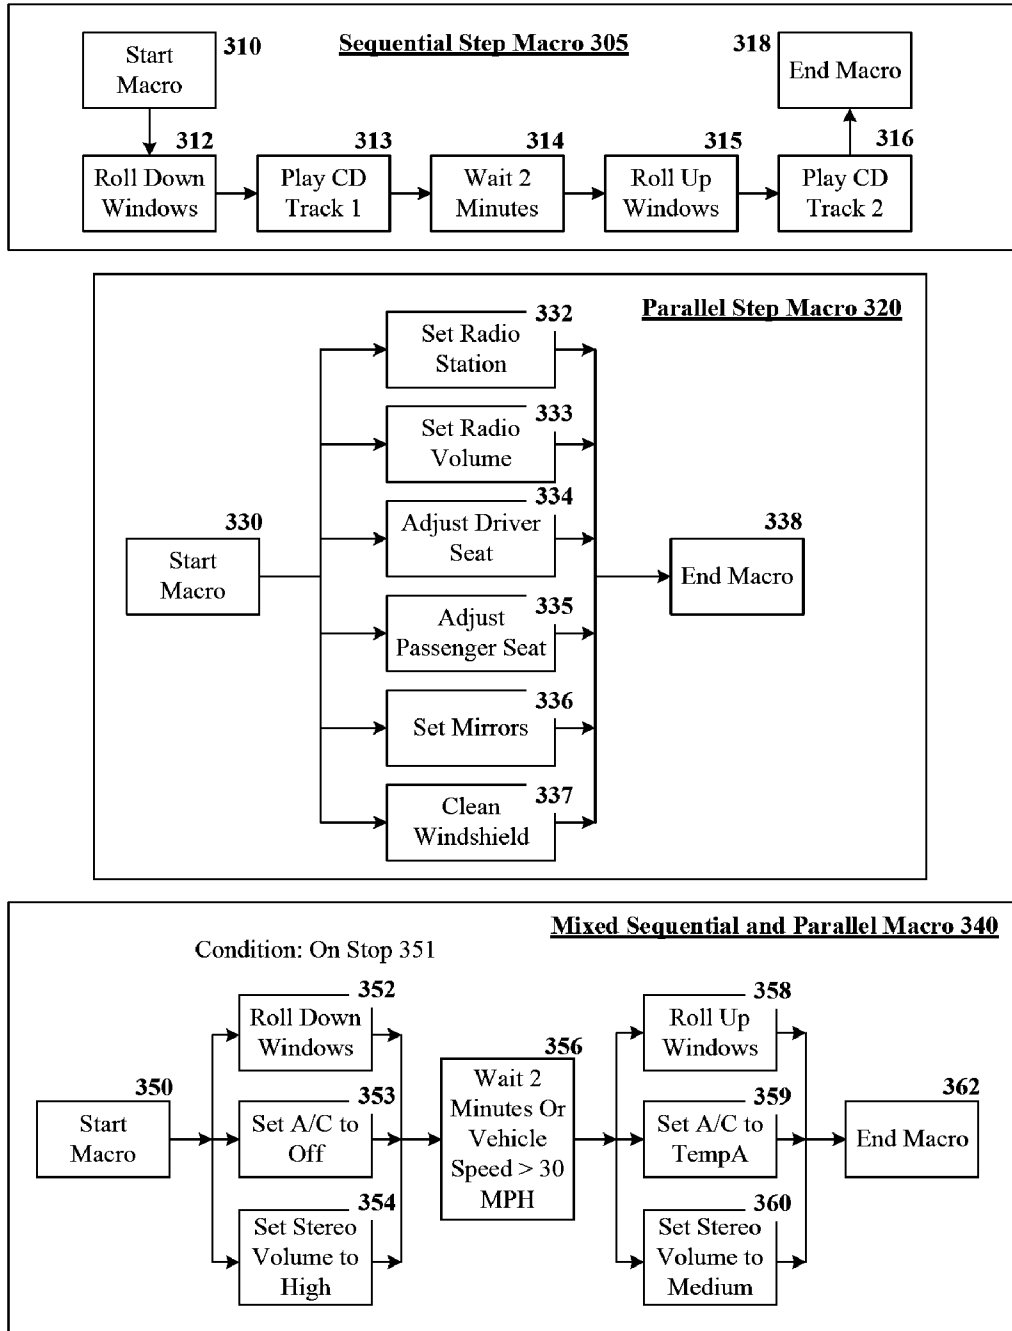 Sequential Step Macro 305
310
Start
Macro
318
End Macro
312
Roll Down
Windows
313
Play CD
Track 1
314
Wait 2
Minutes
315
Roll Up
Windows
316
Play CD
Track 2
Parallel Step Macro 320
332
Set Radio
Station
333
Set Radio
Volume
334
Adjust Driver
Seat
330
Start
Macro
338
End Macro
335
Adjust
Passenger Seat
336
Set Mirrors
337
Clean
Windshield
Mixed Sequential and Parallel Macro 340
Condition: On Stop 351
352
Roll Down
Windows
350
Start
Macro
353
Set A/C to
Off
354
Set Stereo
Volume to
High
356
Wait 2
Minutes Or
Vehicle
Speed > 30
MPH
358
Roll Up
Windows
359
Set A/C to
TempA
360
Set Stereo
Volume to
Medium
362
End Macro